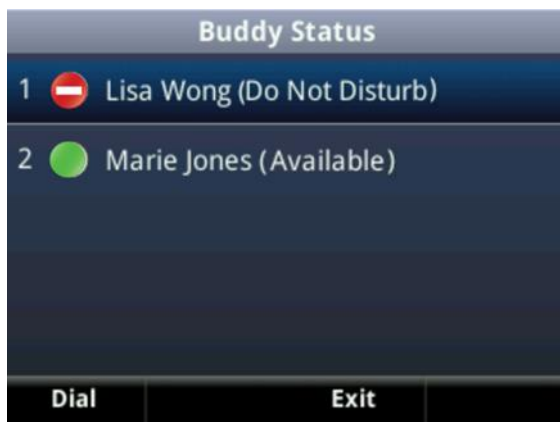 Buddy Status
1 Lisa Wong (Do Not Disturb)
2 Marie Jones (Available)
Dial Exit